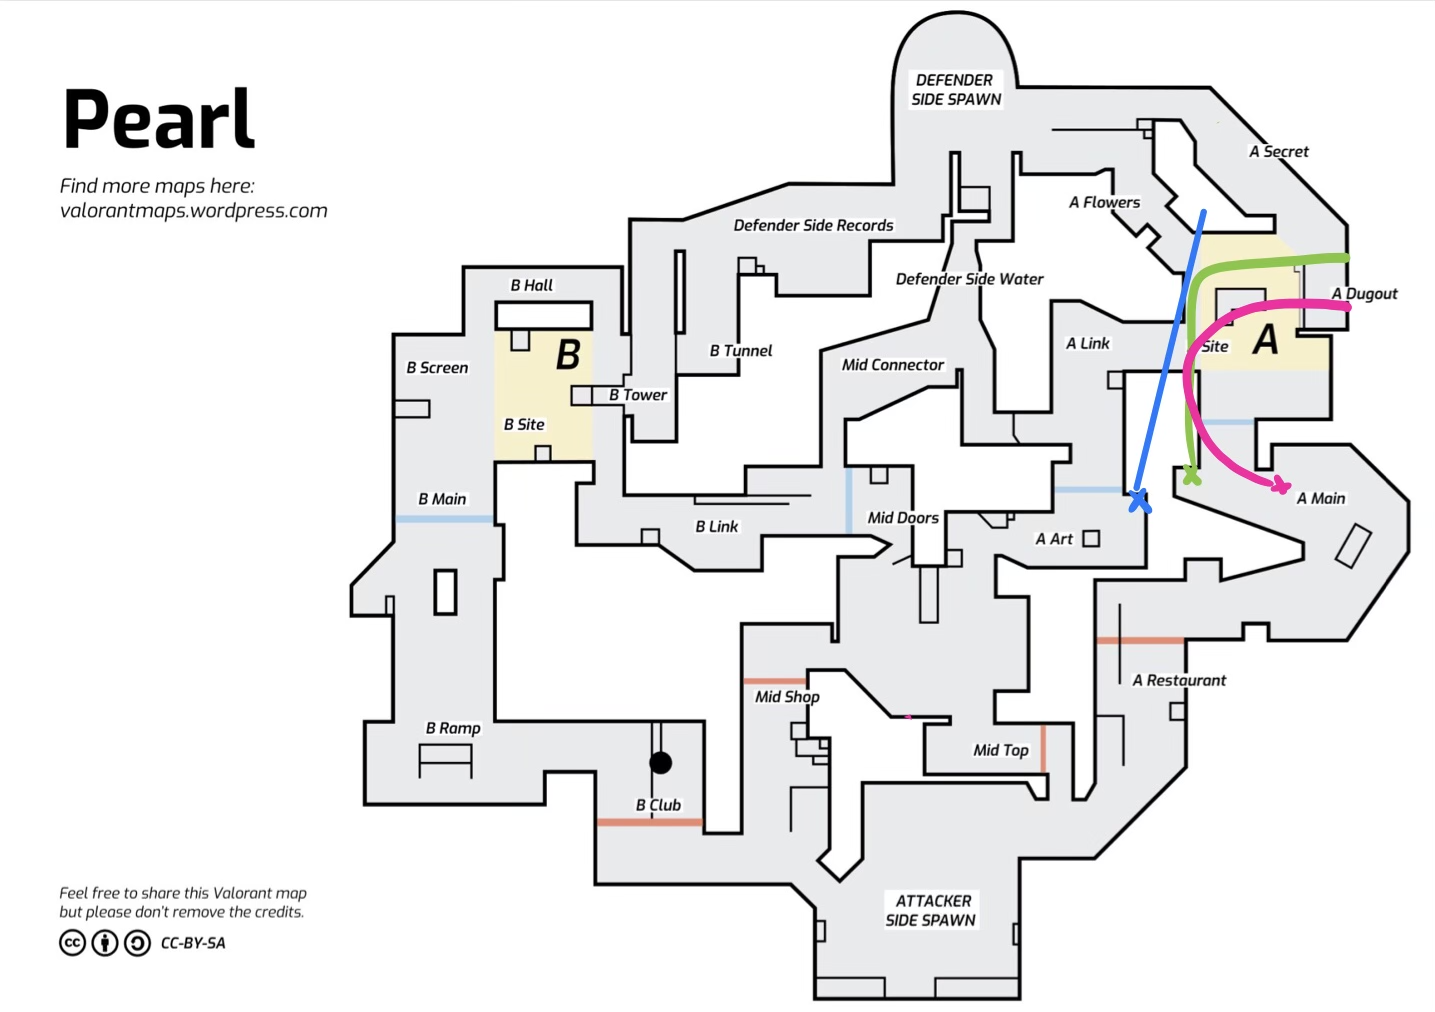 Pearl
Find more maps here:
valorantmaps.wordpress.com
DEFENDER
SIDE SPAWN
A Secret
A Flowers
Defender Side Records
Defender Side Water
B Hall
A Dugout
B Tunnel
A Link
Site
A
B
B Screen
Mid Connector
B Tower
B Site
B Main
A Main
B Link
Mid Doors
A Art
A Restaurant
Mid Shop
B Ramp
Mid Top
B Club
Feel free to share this Valorant map
but please don't remove the credits.
cc CC-BY-SA
ATTACKER
SIDE SPAWN